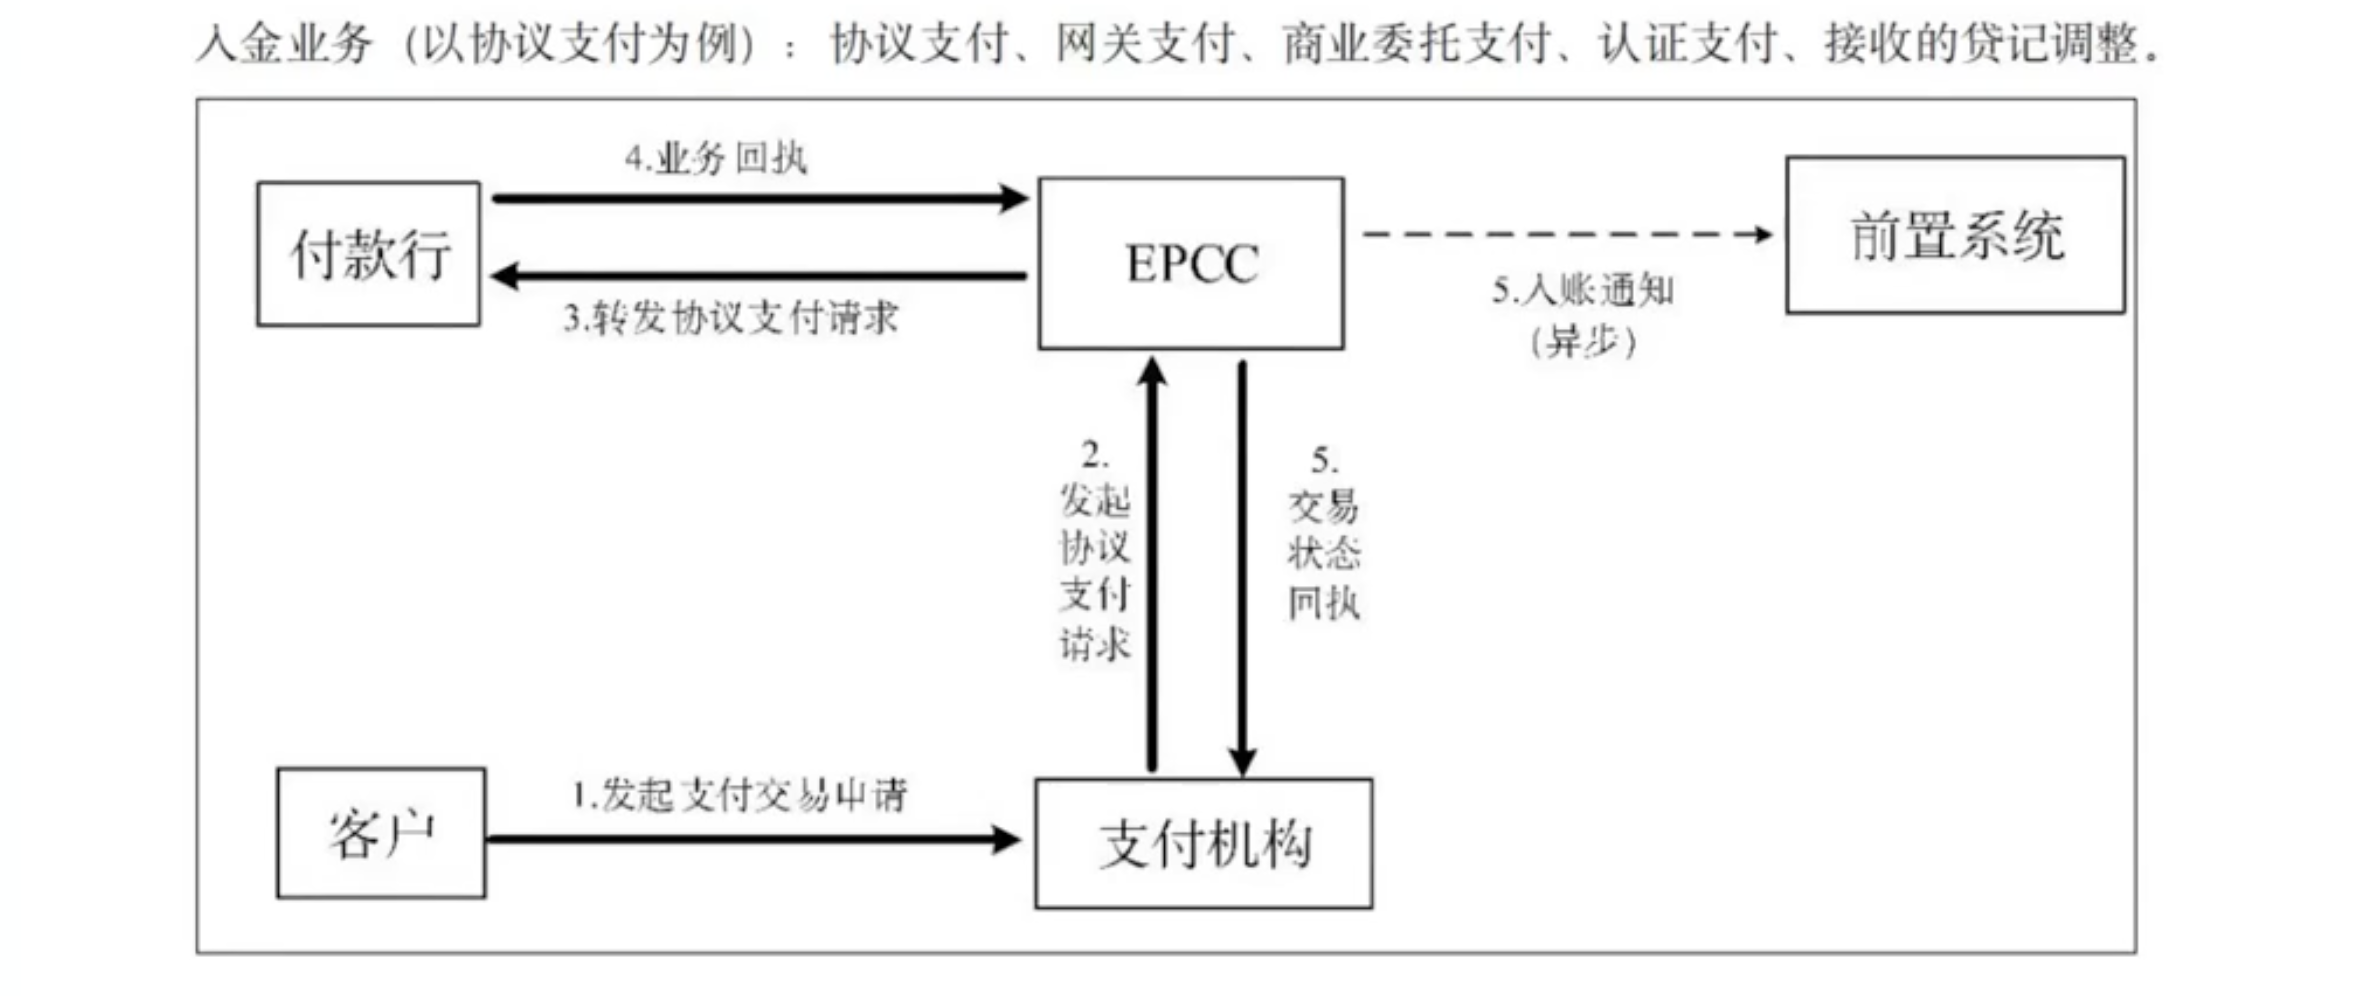 入金业务（以协议支付为例）：协议支付、网关支付、商业委托支付、认证支付、接收的贷记调整。
4.业务回执
付款行
EPCC
前置系统
3.转发协议支付请求
5.入账通知
（异步）
2.
发起
协议
支付
请求
5.
交易
状态
回执
1.发起支付交易申请
客户
支付机构